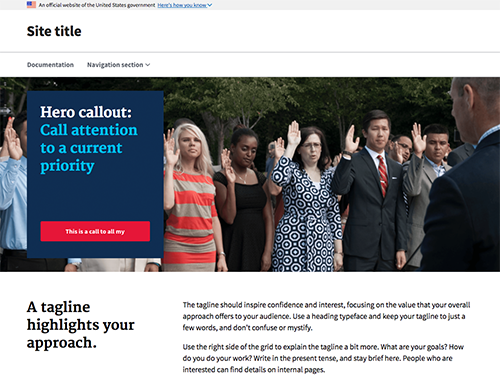 An official website of the United States government Here's how you know
Site title
Documentation Navigation section
Hero callout:
Call attention
to a current
priority
This is a call to all my
A tagline
highlights your
approach.
The tagline should inspire confidence and interest, focusing on the value that your overall
approach offers to your audience. Use a heading typeface and keep your tagline to just a
few words, and don't confuse or mystify.
Use the right side of the grid to explain the tagline a bit more. What are your goals? How
do you do your work? Write in the present tense, and stay brief here. People who are
interested can find details on internal pages.